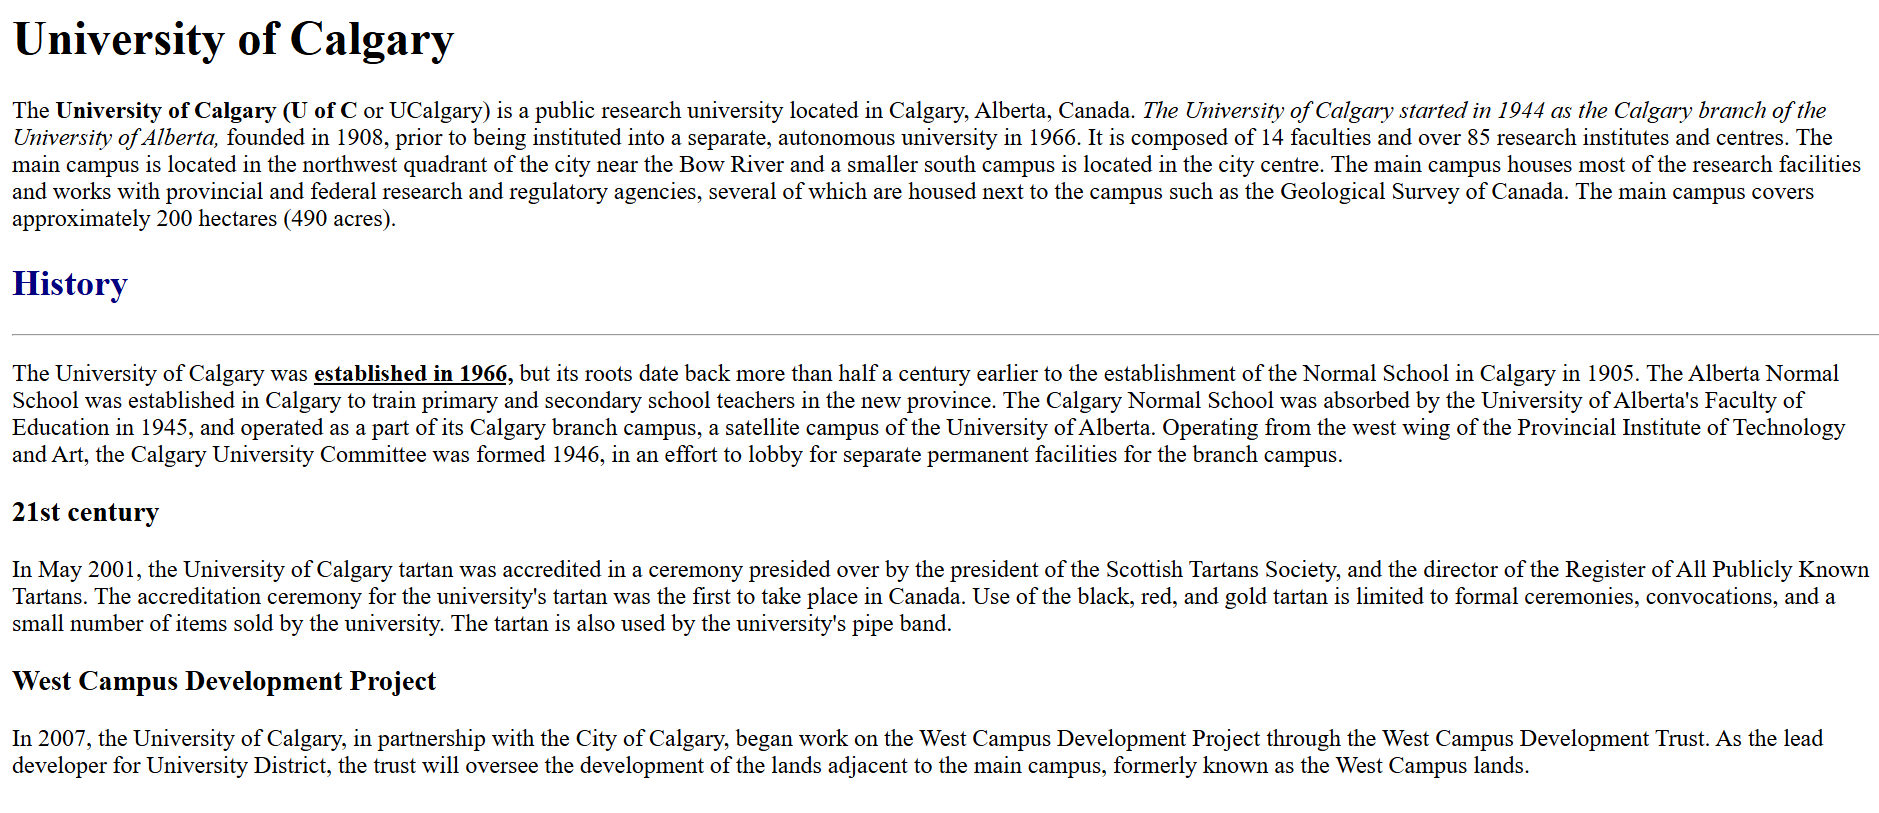 University of Calgary
The University of Calgary (U of C or UCalgary) is a public research university located in Calgary, Alberta, Canada. The University of Calgary started in 1944 as the Calgary branch of the
University of Alberta, founded in 1908, prior to being instituted into a separate, autonomous university in 1966. It is composed of 14 faculties and over 85 research institutes and centres. The
main campus is located in the northwest quadrant of the city near the Bow River and a smaller south campus is located in the city centre. The main campus houses most of the research facilities
and works with provincial and federal research and regulatory agencies, several of which are housed next to the campus such as the Geological Survey of Canada. The main campus covers
approximately 200 hectares (490 acres).
History
The University of Calgary was established in 1966, but its roots date back more than half a century earlier to the establishment of the Normal School in Calgary in 1905. The Alberta Normal
School was established in Calgary to train primary and secondary school teachers in the new province. The Calgary Normal School was absorbed by the University of Alberta's Faculty of
Education in 1945, and operated as a part of its Calgary branch campus, a satellite campus of the University of Alberta. Operating from the west wing of the Provincial Institute of Technology
and Art, the Calgary University Committee was formed 1946, in an effort to lobby for separate permanent facilities for the branch campus.
21st century
In May 2001, the University of Calgary tartan was accredited in a ceremony presided over by the president of the Scottish Tartans Society, and the director of the Register of All Publicly Known
Tartans. The accreditation ceremony for the university's tartan was the first to take place in Canada. Use of the black, red, and gold tartan is limited to formal ceremonies, convocations, and a
small number of items sold by the university. The tartan is also used by the university's pipe band.
West Campus Development Project
In 2007, the University of Calgary, in partnership with the City of Calgary, began work on the West Campus Development Project through the West Campus Development Trust. As the lead
developer for University District, the trust will oversee the development of the lands adjacent to the main campus, formerly known as the West Campus lands.